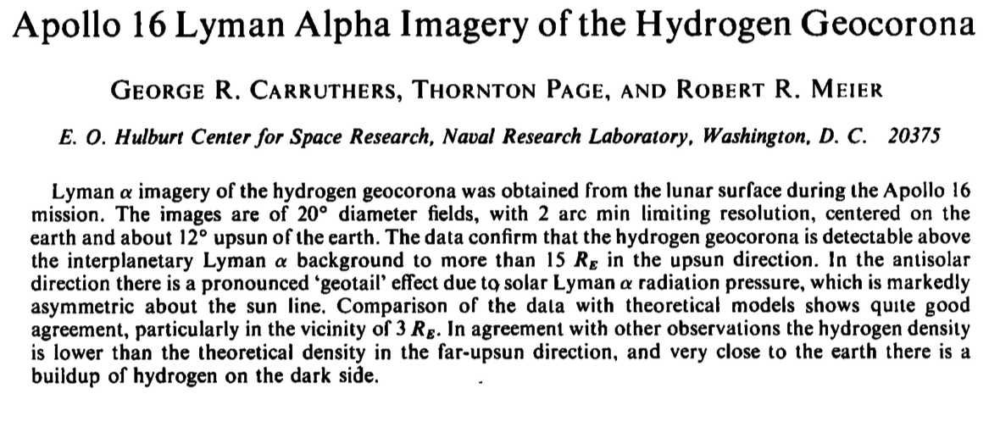 Apollo 16 Lyman Alpha Imagery of the Hydrogen Geocorona
GEORGE R. CARRUTHERS, THORNTON PAGE, AND ROBERT R. MEIER
E. O. Hulburt Center for Space Research, Naval Research Laboratory, Washington, D. C. 20375
Lyman α imagery of the hydrogen geocorona was obtained from the lunar surface during the Apollo 16
mission. The images are of 20° diameter fields, with 2 arc min limiting resolution, centered on the
earth and about 12° upsun of the earth. The data confirm that the hydrogen geocorona is detectable above
the interplanetary Lyman α background to more than 15 R_E in the upsun direction. In the antisolar
direction there is a pronounced 'geotail' effect due to solar Lyman α radiation pressure, which is markedly
asymmetric about the sun line. Comparison of the data with theoretical models shows quite good
agreement, particularly in the vicinity of 3 R_E. In agreement with other observations the hydrogen density
is lower than the theoretical density in the far-upsun direction, and very close to the earth there is a
buildup of hydrogen on the dark side.